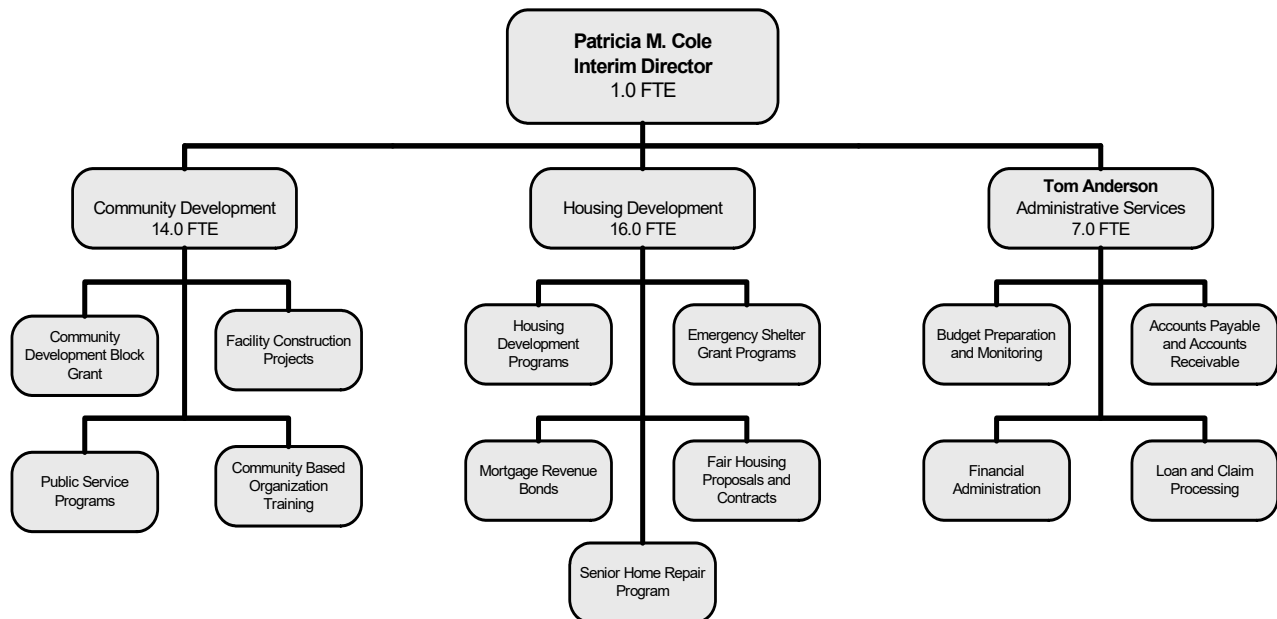 Patricia M. Cole
Interim Director
1.0 FTE
Community Development
14.0 FTE
Housing Development
16.0 FTE
Tom Anderson
Administrative Services
7.0 FTE
Community
Development Block
Grant
Facility Construction
Projects
Housing
Development
Programs
Emergency Shelter
Grant Programs
Budget Preparation
and Monitoring
Accounts Payable
and Accounts
Receivable
Public Service
Programs
Community Based
Organization
Training
Mortgage Revenue
Bonds
Fair Housing
Proposals and
Contracts
Financial
Administration
Loan and Claim
Processing
Senior Home Repair
Program